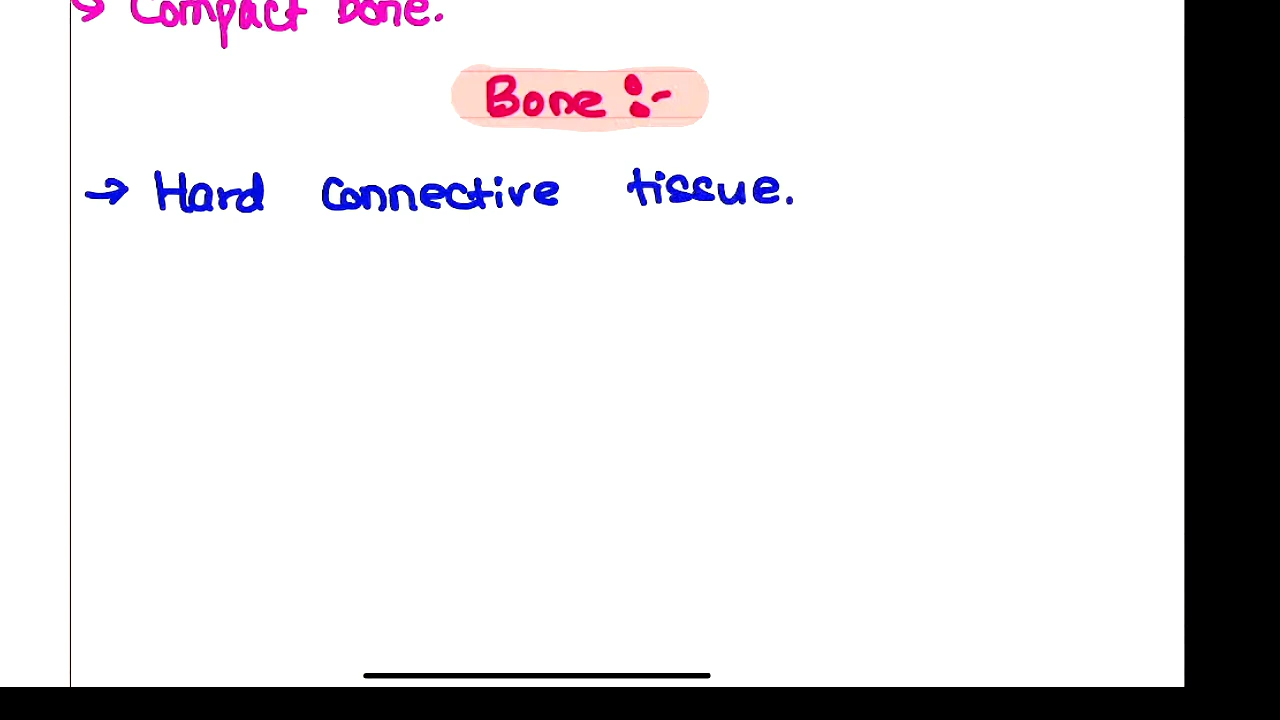 ↳ Compact bone.
Bone :-
→ Hard connective tissue.